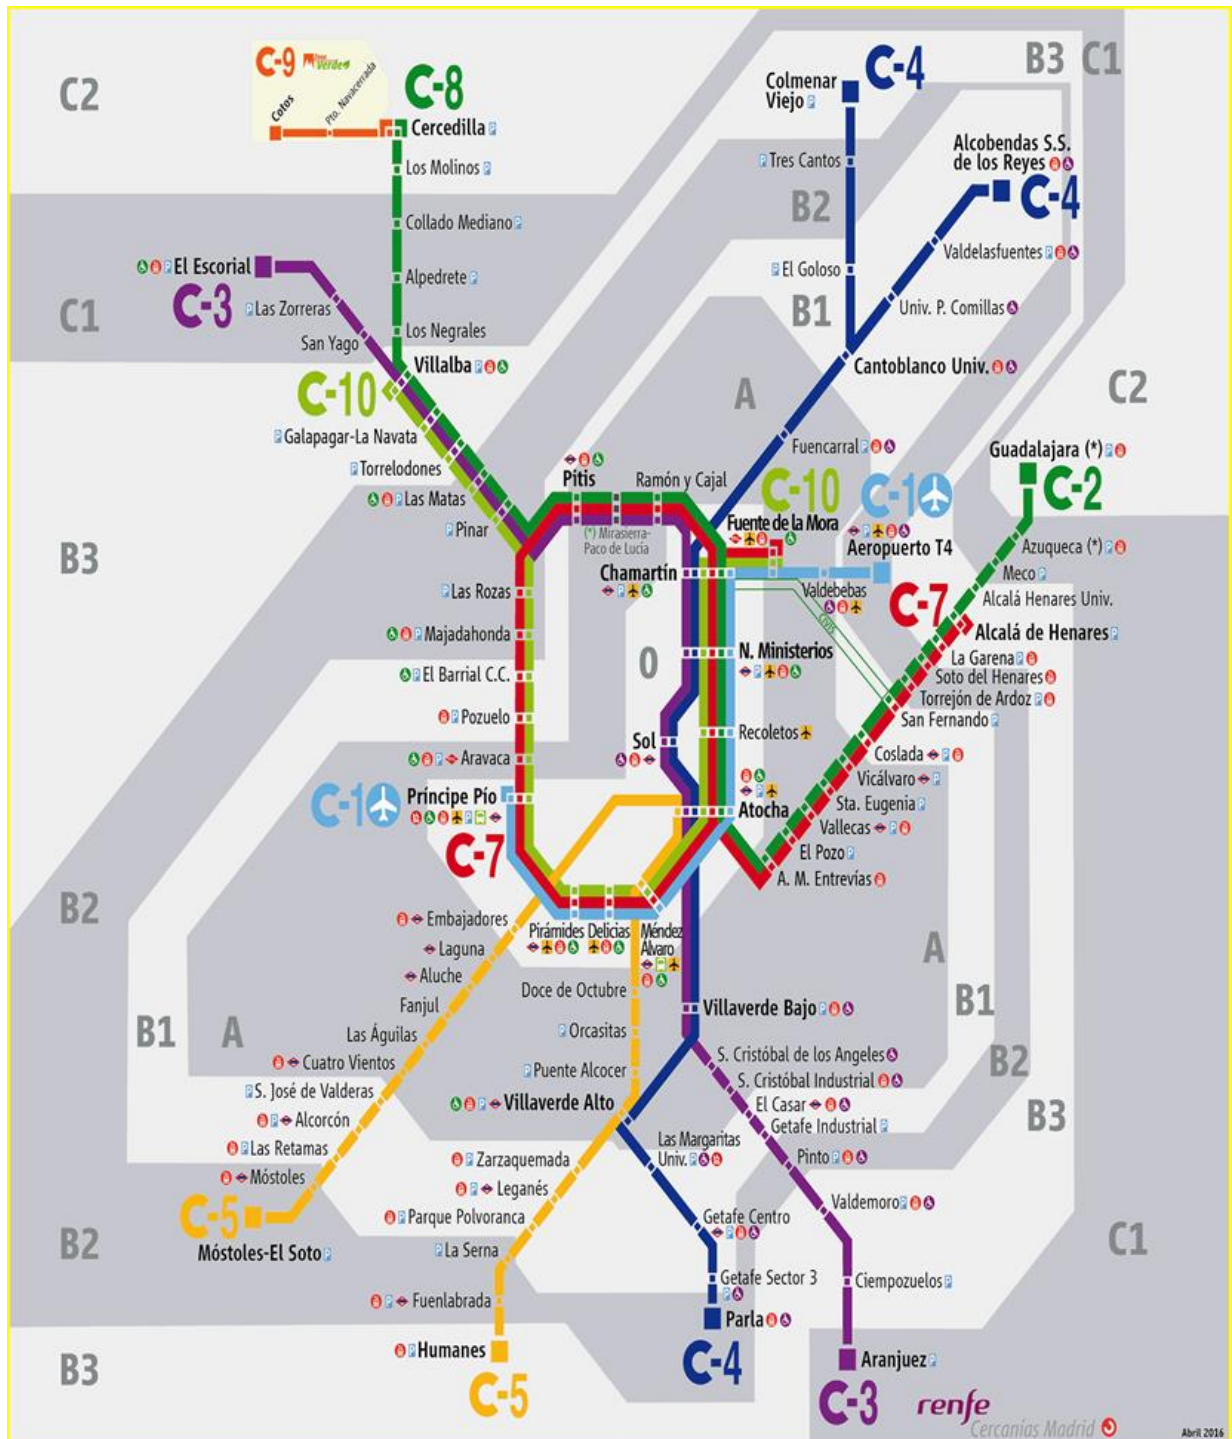 C-9
Tren
Verde
Cotos
Pto. Navacerrada
C-8
Cercedilla
Los Molinos
Collado Mediano
Alpedrete
Los Negrales
Villalba
El Escorial
C-3
Las Zorreras
San Yago
C-10
Galapagar-La Navata
Torrelodones
Las Matas
Pinar
C2
C1
B3
B2
B1
A
B3
B2
B3
B3
C1
B2
B1
A
C2
0
A
B1
B2
B3
C1
Colmenar
Viejo
C-4
Tres Cantos
El Goloso
Alcobendas S.S.
de los Reyes
C-4
Valdelasfuentes
Univ. P. Comillas
Cantoblanco Univ.
Fuencarral
Pitis
Ramón y Cajal
(*) Mirasierra-
Paco de Lucía
C-10
Fuente de la Mora
C-1
Aeropuerto T4
Valdebebas
Chamartín
CIVIS
N. Ministerios
Recoletos
Sol
Atocha
Guadalajara (*)
C-2
Azuqueca (*)
Meco
Alcalá Henares Univ.
C-7
Alcalá de Henares
La Garena
Soto del Henares
Torrejón de Ardoz
San Fernando
Coslada
Vicálvaro
Sta. Eugenia
Vallecas
El Pozo
A. M. Entrevías
Las Rozas
Majadahonda
El Barrial C.C.
Pozuelo
Aravaca
C-1
Príncipe Pío
C-7
Pirámides
Delicias
Méndez
Álvaro
Embajadores
Laguna
Aluche
Fanjul
Las Águilas
Cuatro Vientos
S. José de Valderas
Alcorcón
Las Retamas
Móstoles
C-5
Móstoles-El Soto
Doce de Octubre
Orcasitas
Puente Alcocer
Villaverde Alto
Zarzaquemada
Leganés
Parque Polvoranca
La Serna
Fuenlabrada
Humanes
C-5
Villaverde Bajo
Las Margaritas
Univ.
Getafe Centro
Getafe Sector 3
Parla
C-4
S. Cristóbal de los Angeles
S. Cristóbal Industrial
El Casar
Getafe Industrial
Pinto
Valdemoro
Ciempozuelos
Aranjuez
C-3
renfe
Cercanías Madrid
Abril 2016